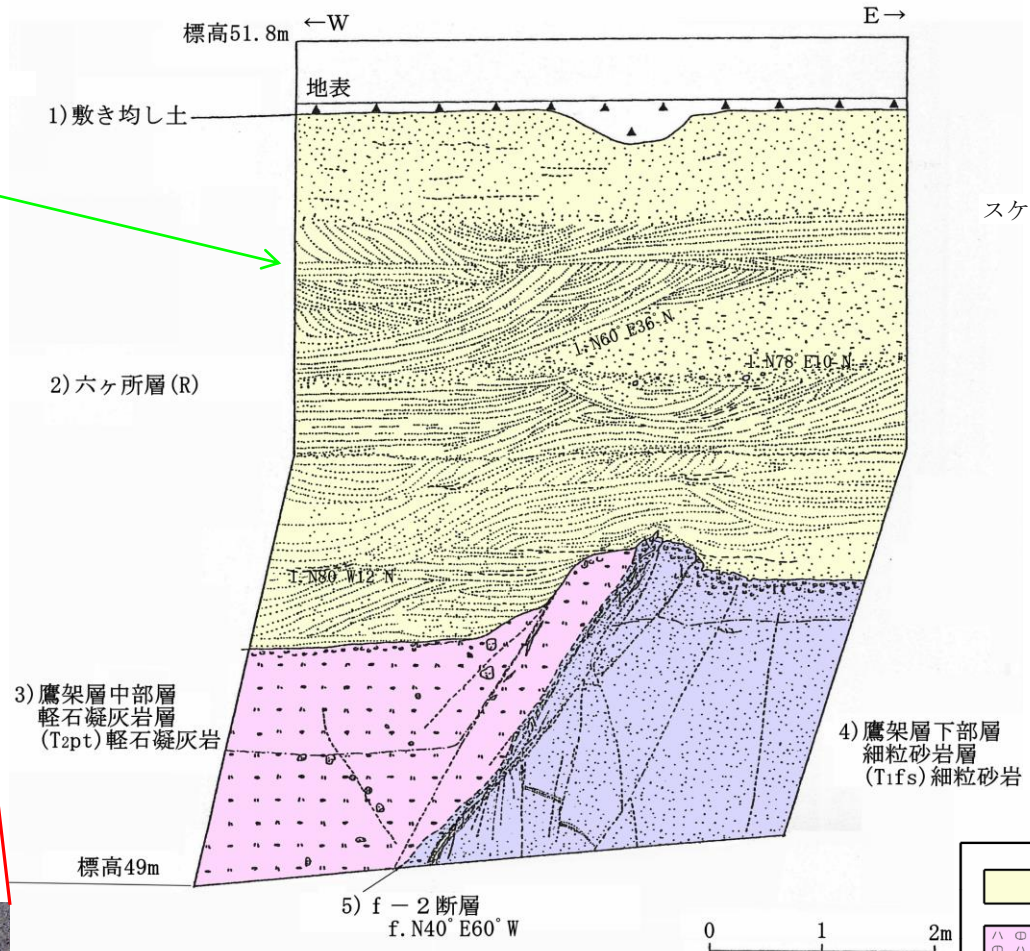 標高51.8m
←W
E→
地表
1)敷き均し土
スケ
l.N60°E36°N
l.N78°E10°N
2)六ヶ所層(R)
l.N80°W12°N
3)鷹架層中部層
軽石凝灰岩層
(T2pt)軽石凝灰岩
4)鷹架層下部層
細粒砂岩層
(T1fs)細粒砂岩
標高49m
5) f－2断層
f.N40°E60°W
0 1 2m